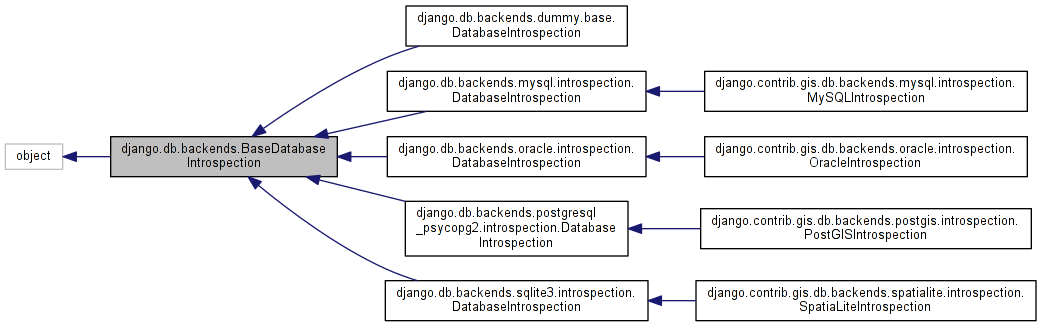 django.db.backends.dummy.base.
DatabaseIntrospection
django.db.backends.mysql.introspection.
DatabaseIntrospection
django.contrib.gis.db.backends.mysql.introspection.
MySQLIntrospection
object
django.db.backends.BaseDatabase
Introspection
django.db.backends.oracle.introspection.
DatabaseIntrospection
django.contrib.gis.db.backends.oracle.introspection.
OracleIntrospection
django.db.backends.postgresql
_psycopg2.introspection.Database
Introspection
django.contrib.gis.db.backends.postgis.introspection.
PostGISIntrospection
django.db.backends.sqlite3.introspection.
DatabaseIntrospection
django.contrib.gis.db.backends.spatialite.introspection.
SpatiaLiteIntrospection